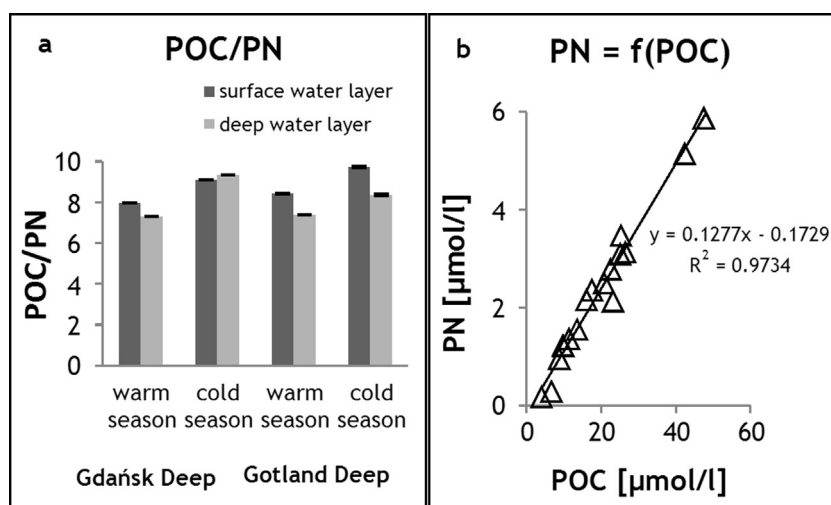 a
POC/PN
surface water layer
deep water layer
10
8
6
4
2
0
POC/PN
warm season
cold season
warm season
cold season
Gdańsk Deep
Gotland Deep
b
PN = f(POC)
6
4
2
0
PN [µmol/l]
y = 0.1277x - 0.1729
R² = 0.9734
0 20 40 60
POC [µmol/l]